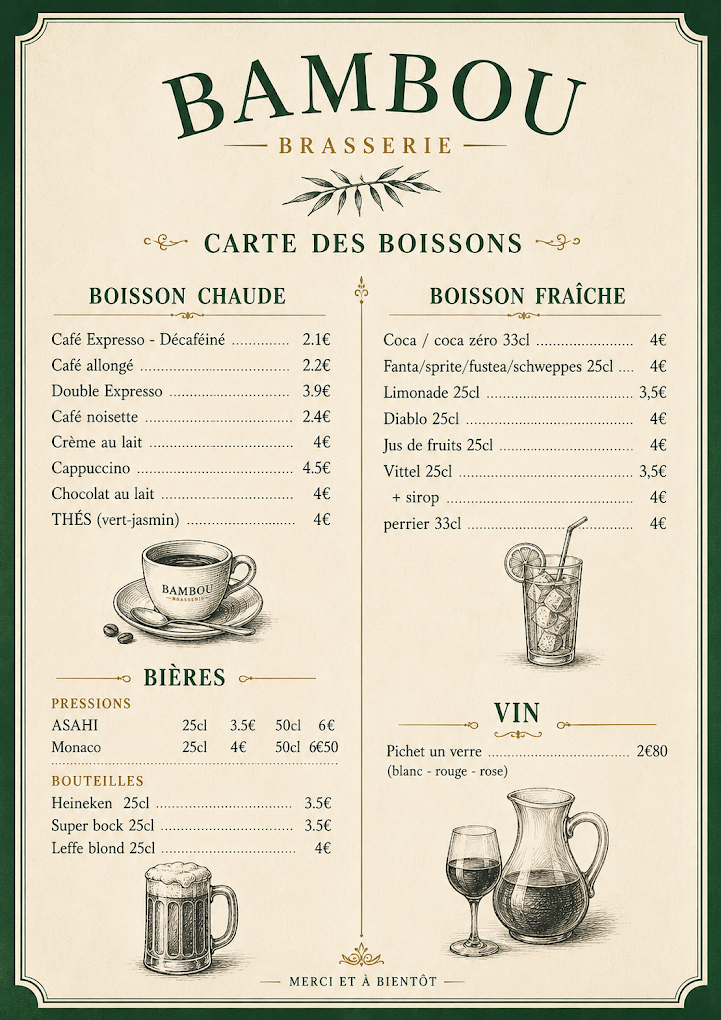 BAMBOU
BRASSERIE
CARTE DES BOISSONS
BOISSON CHAUDE
Café Expresso - Décaféiné ............. 2.1€
Café allongé ............. 2.2€
Double Expresso ............. 3.9€
Café noisette ............. 2.4€
Crème au lait ............. 4€
Cappuccino ............. 4.5€
Chocolat au lait ............. 4€
THÉS (vert-jasmin) ............. 4€
BAMBOU
BRASSERIE
BIÈRES
PRESSIONS
ASAHI 25cl 3.5€ 50cl 6€
Monaco 25cl 4€ 50cl 6€50
BOUTEILLES
Heineken 25cl ............. 3.5€
Super bock 25cl ............. 3.5€
Leffe blond 25cl ............. 4€
BOISSON FRAÎCHE
Coca / coca zéro 33cl ............. 4€
Fanta/sprite/fustea/schweppes 25cl .... 4€
Limonade 25cl ............. 3,5€
Diablo 25cl ............. 4€
Jus de fruits 25cl ............. 4€
Vittel 25cl ............. 3,5€
+ sirop ............. 4€
perrier 33cl ............. 4€
VIN
Pichet un verre ............. 2€80
(blanc - rouge - rose)
MERCI ET À BIENTÔT